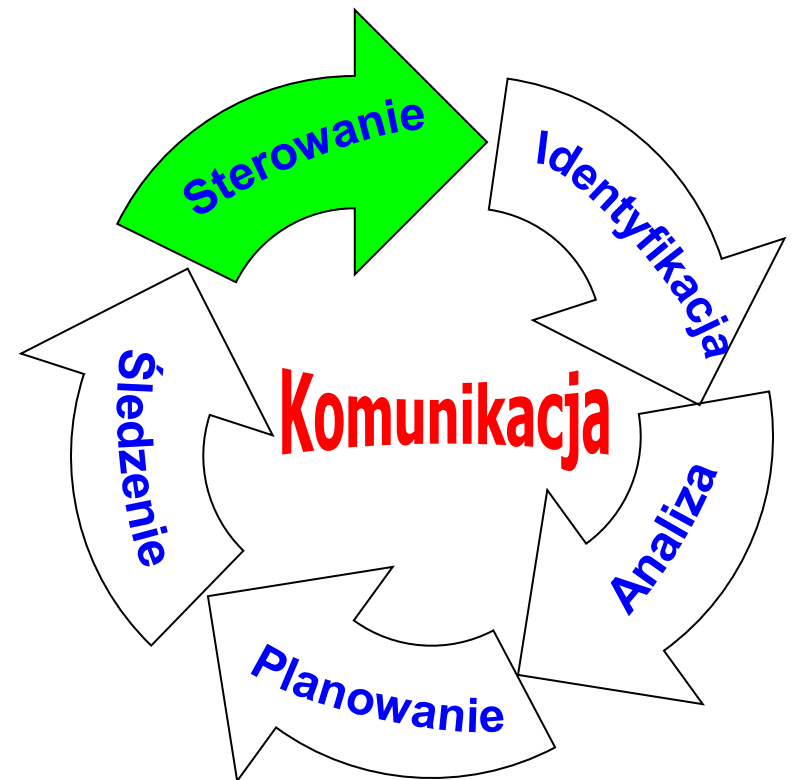 Sterowanie
Identyfikacja
Analiza
Planowanie
Śledzenie
Komunikacja